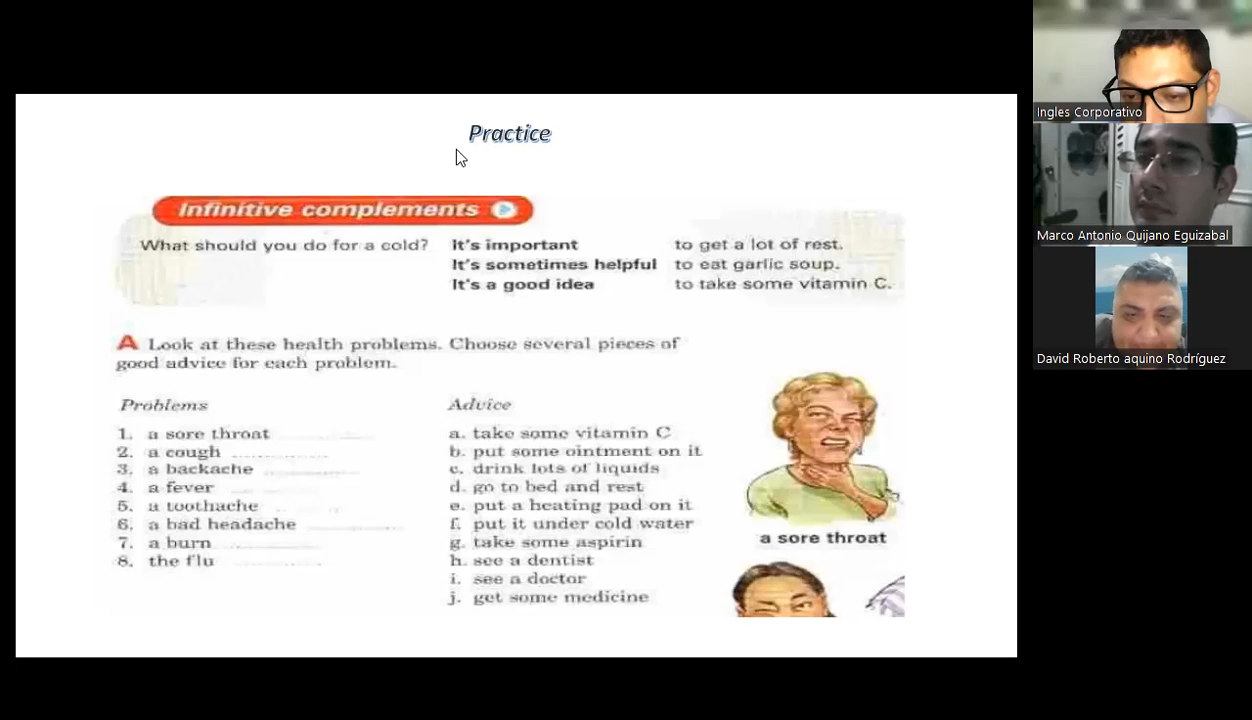 Practice
Infinitive complements
What should you do for a cold? It's important to get a lot of rest.
It's sometimes helpful to eat garlic soup.
It's a good idea to take some vitamin C.
A Look at these health problems. Choose several pieces of
good advice for each problem.
Problems
1. a sore throat
2. a cough
3. a backache
4. a fever
5. a toothache
6. a bad headache
7. a burn
8. the flu
Advice
a. take some vitamin C
b. put some ointment on it
c. drink lots of liquids
d. go to bed and rest
e. put a heating pad on it
f. put it under cold water
g. take some aspirin
h. see a dentist
i. see a doctor
j. get some medicine
a sore throat
Ingles Corporativo
Marco Antonio Quijano Eguizabal
David Roberto aquino Rodríguez